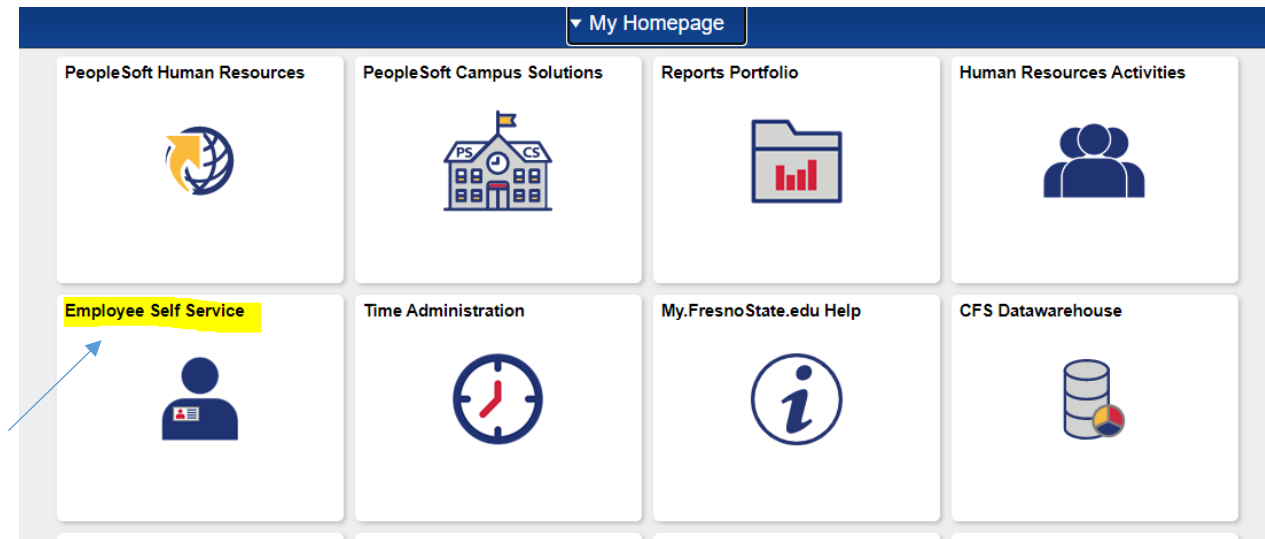 ▾ My Homepage
PeopleSoft Human Resources
PeopleSoft Campus Solutions
Reports Portfolio
Human Resources Activities
PS CS
Employee Self Service
Time Administration
My.FresnoState.edu Help
CFS Datawarehouse
i